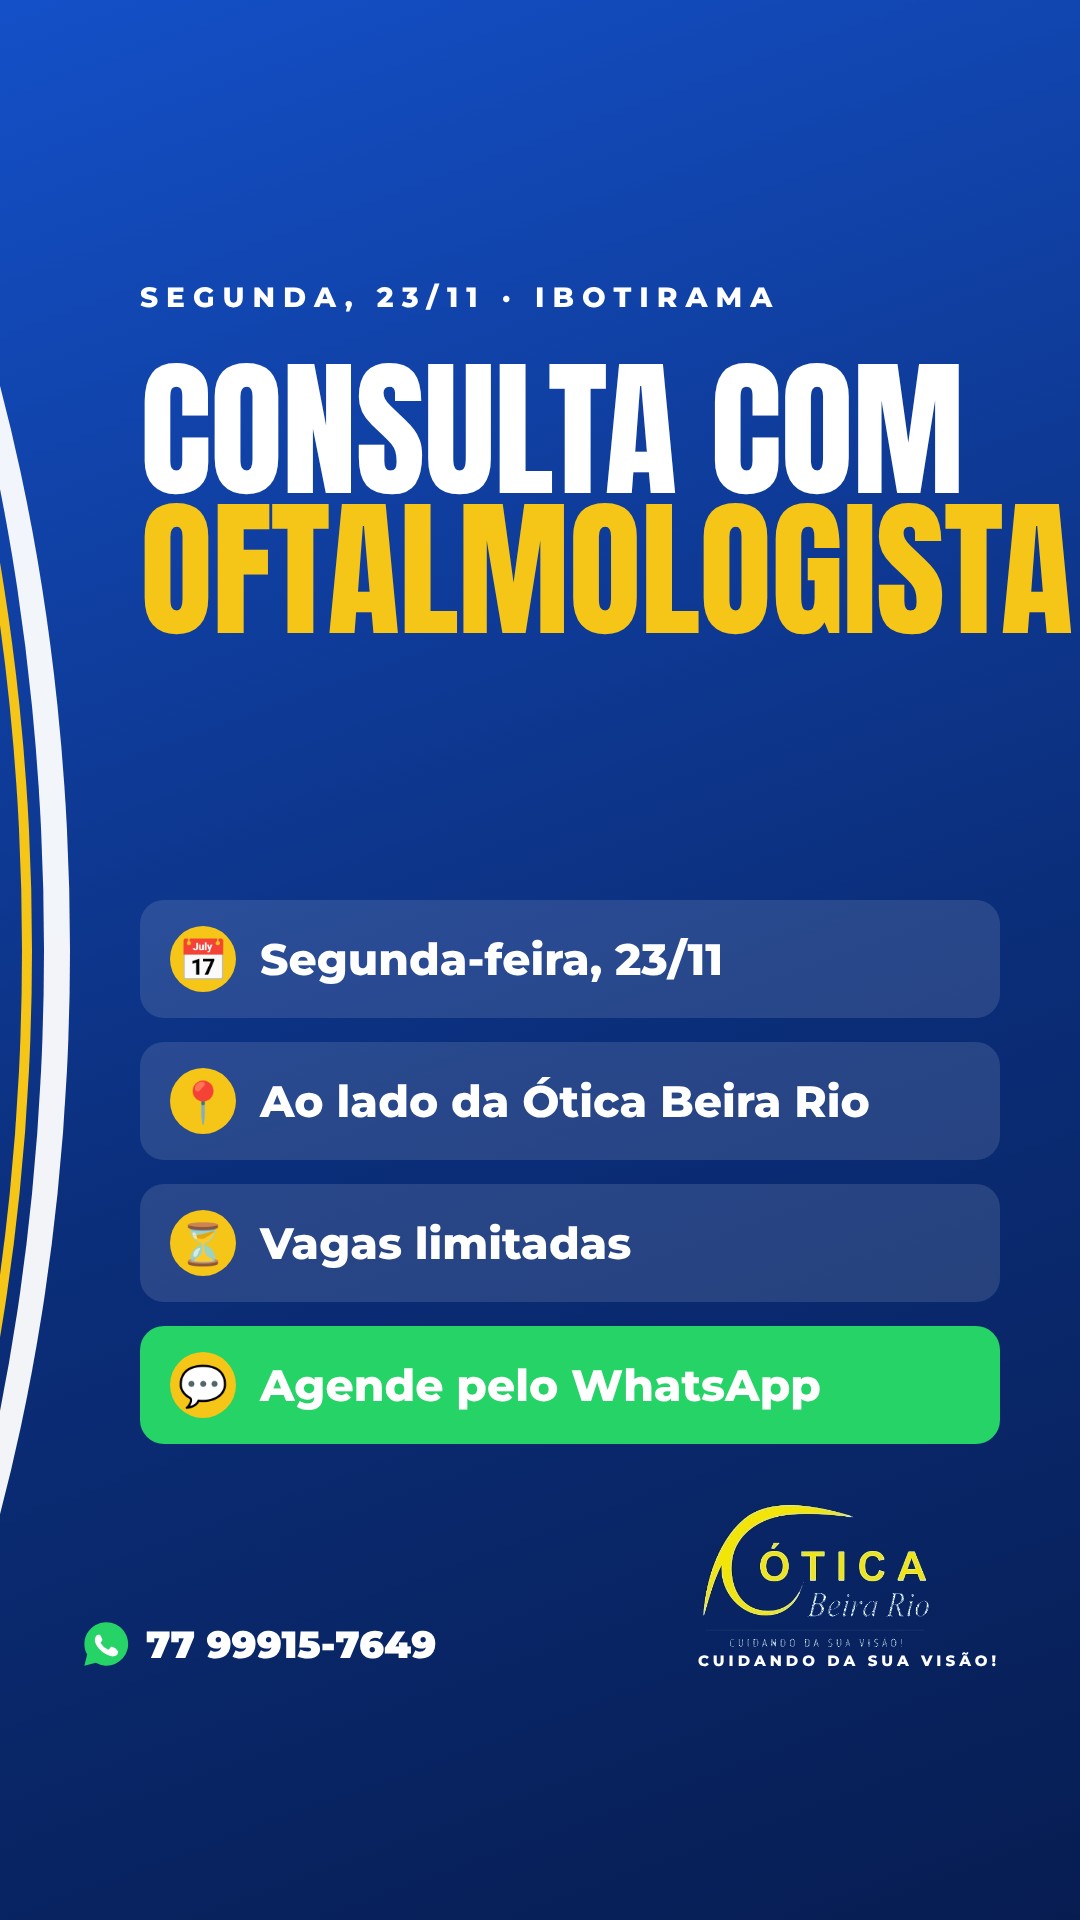 SEGUNDA, 23/11 · IBOTIRAMA
CONSULTA COM
OFTALMOLOGISTA
July
17
Segunda-feira, 23/11
Ao lado da Ótica Beira Rio
Vagas limitadas
Agende pelo WhatsApp
ÓTICA
Beira Rio
CUIDANDO DA SUA VISÃO!
CUIDANDO DA SUA VISÃO!
77 99915-7649